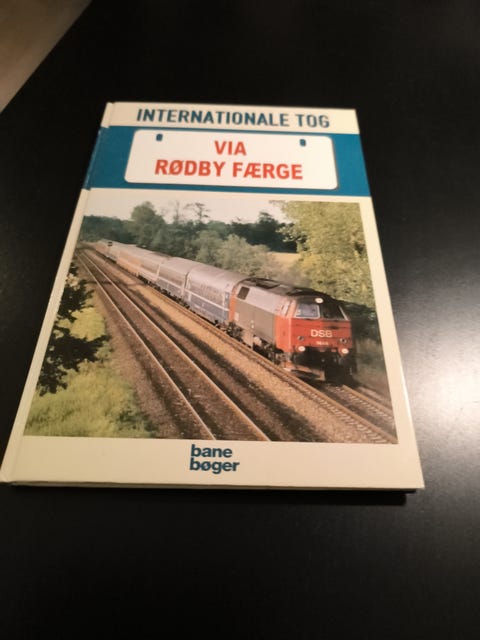 INTERNATIONALE TOG
VIA
RØDBY FÆRGE
DSB
bane
bøger